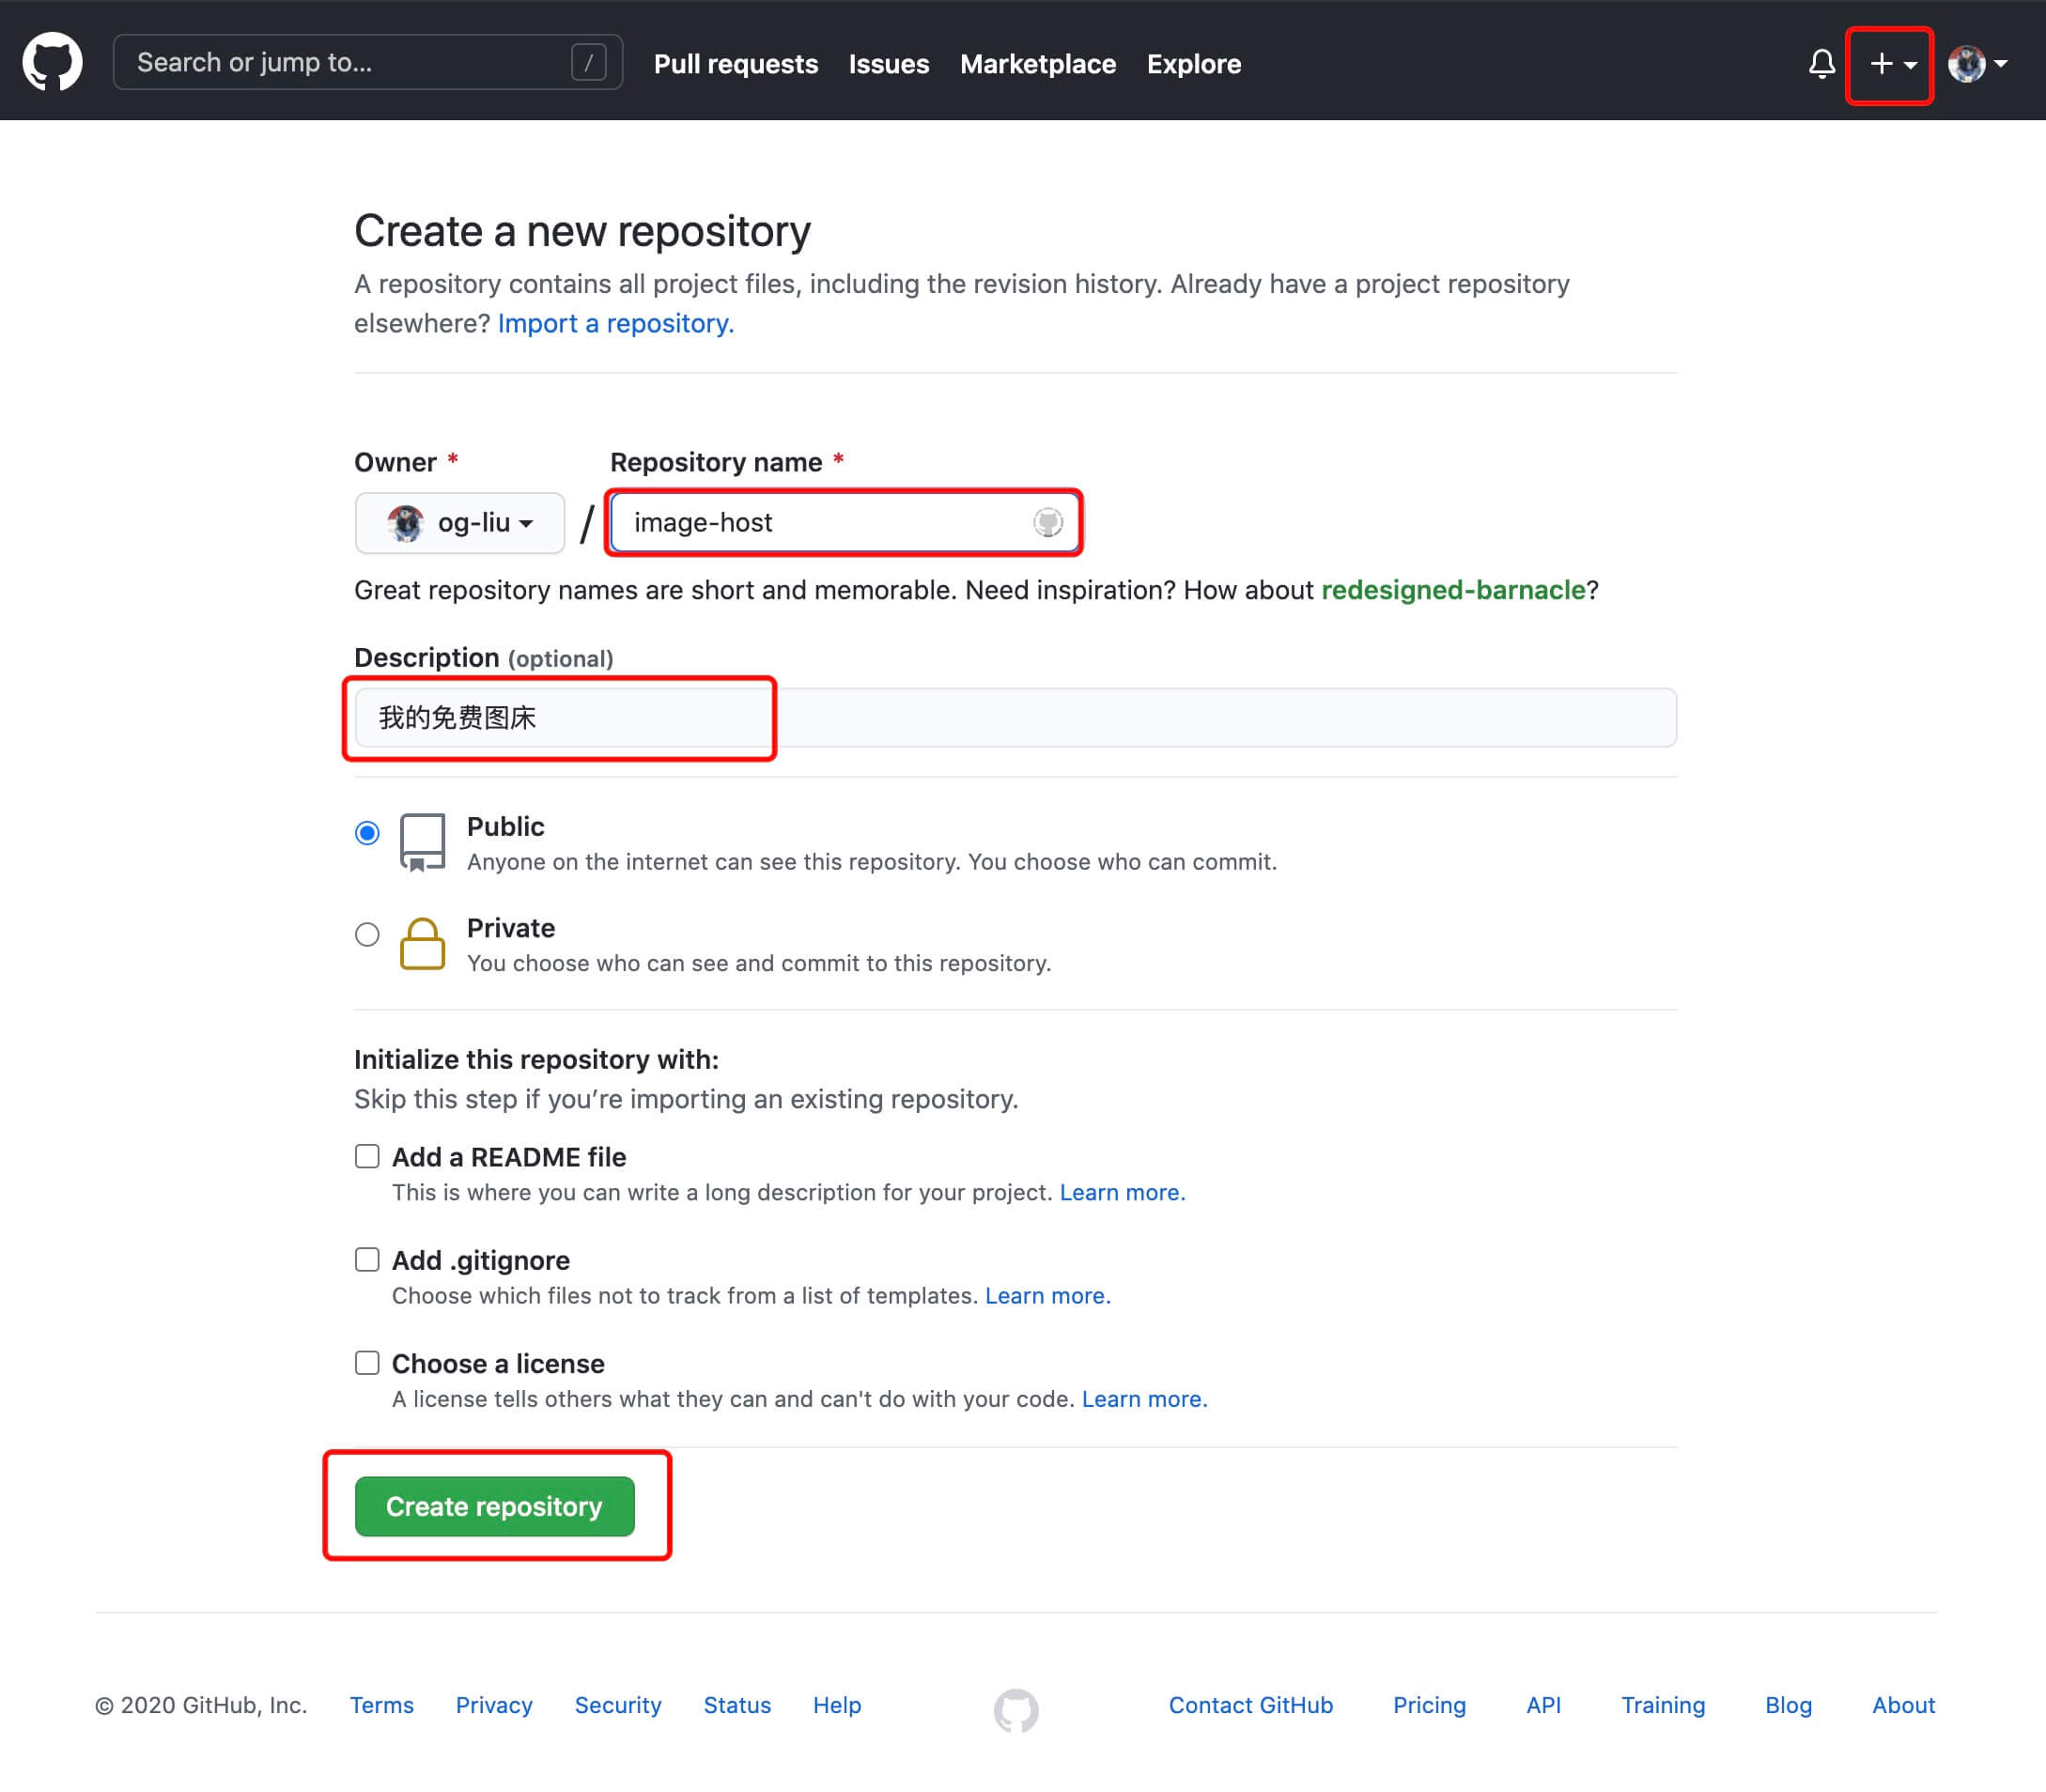 Search or jump to... /
Pull requests Issues Marketplace Explore
Create a new repository
A repository contains all project files, including the revision history. Already have a project repository
elsewhere? Import a repository.
Owner * Repository name *
og-liu / image-host
Great repository names are short and memorable. Need inspiration? How about redesigned-barnacle?
Description (optional)
我的免费图床
Public
Anyone on the internet can see this repository. You choose who can commit.
Private
You choose who can see and commit to this repository.
Initialize this repository with:
Skip this step if you’re importing an existing repository.
Add a README file
This is where you can write a long description for your project. Learn more.
Add .gitignore
Choose which files not to track from a list of templates. Learn more.
Choose a license
A license tells others what they can and can't do with your code. Learn more.
Create repository
© 2020 GitHub, Inc. Terms Privacy Security Status Help Contact GitHub Pricing API Training Blog About